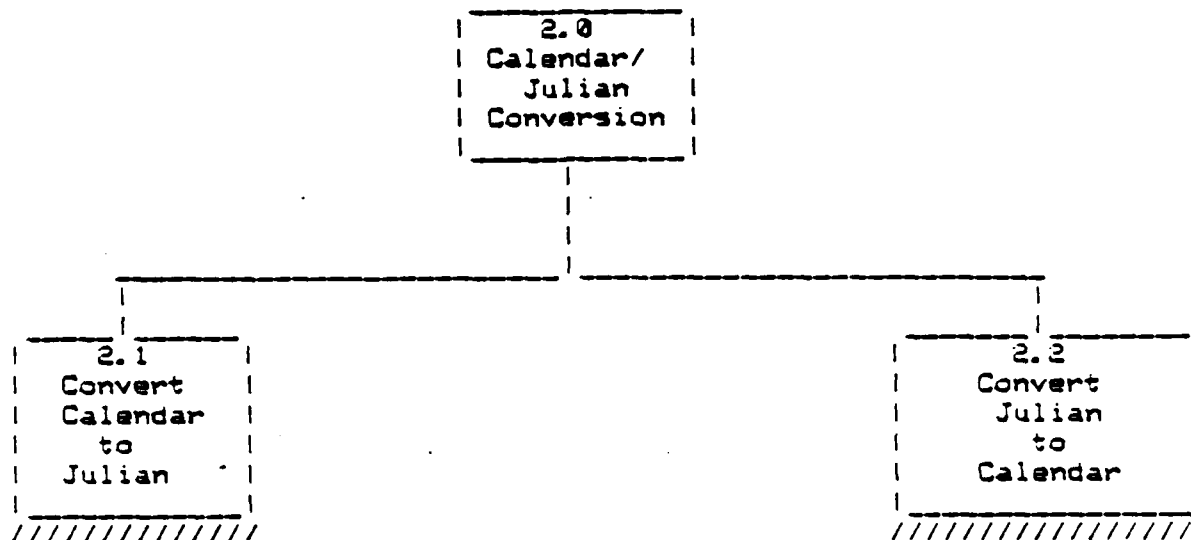 2.0
Calendar/
Julian
Conversion
2.1
Convert
Calendar
to
Julian
2.2
Convert
Julian
to
Calendar